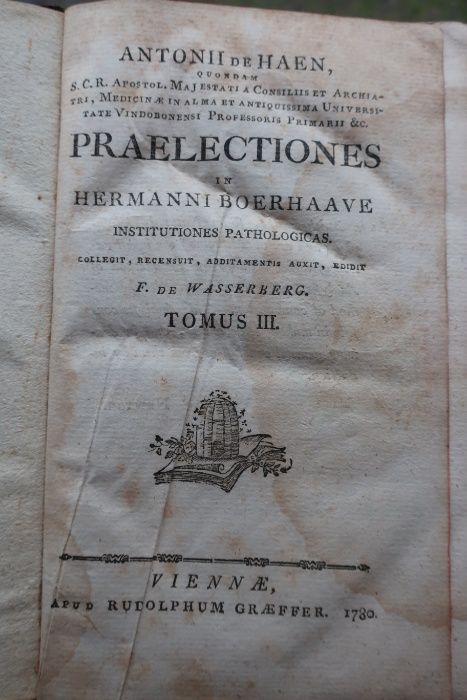 ANTONII DE HAEN,
QUONDAM
S. C. R. APOSTOL. MAJESTATI A CONSILIIS ET ARCHIA-
TRI, MEDICINÆ IN ALMA ET ANTIQUISSIMA UNIVERSI-
TATE VINDOBONENSI PROFESSORIS PRIMARII &c.
PRAELECTIONES
IN
HERMANNI BOERHAAVE
INSTITUTIONES PATHOLOGICAS.
COLLEGIT, RECENSUIT, ADDITAMENTIS AUXIT, EDIDIT
F. DE WASSERBERG.
TOMUS III.
VIENNÆ,
APUD RUDOLPHUM GRÆFFER. 1780.